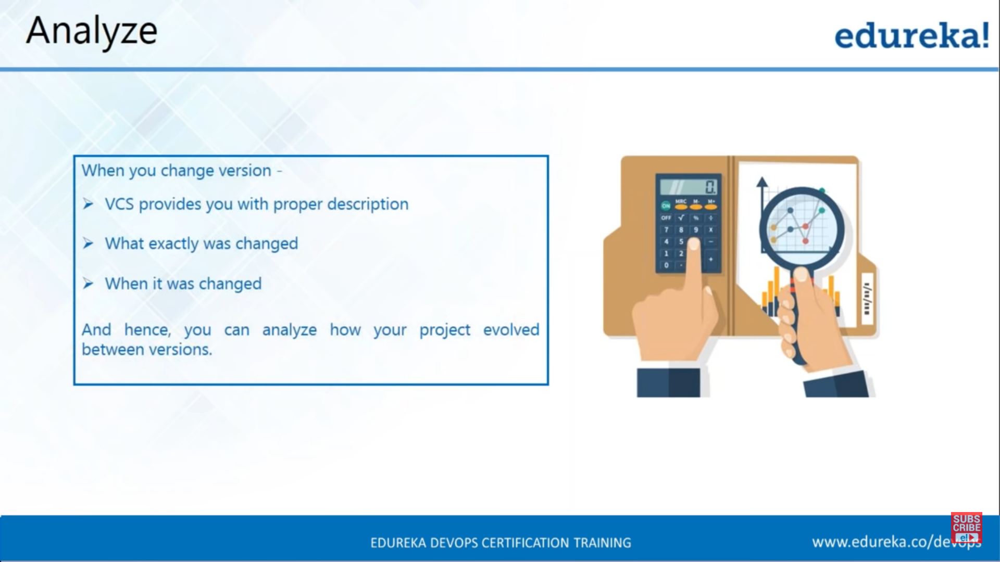 Analyze
edureka!
When you change version -
➢ VCS provides you with proper description
➢ What exactly was changed
➢ When it was changed
And hence, you can analyze how your project evolved
between versions.
0.
MRC M- M+
ON
OFF √ % ÷
7 8 9 X
4 5 −
1 2 +
0 ·
SUBS
CRIBE
e!
EDUREKA DEVOPS CERTIFICATION TRAINING
www.edureka.co/devops